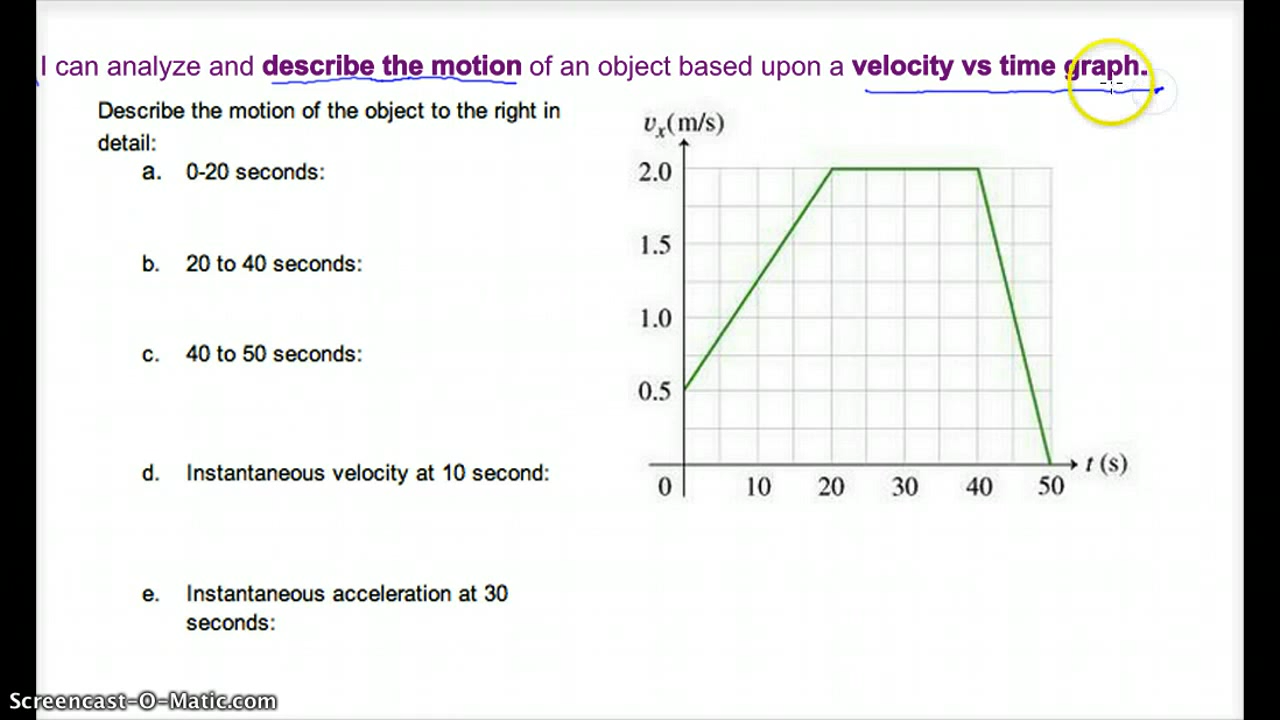 I can analyze and describe the motion of an object based upon a velocity vs time graph.
Describe the motion of the object to the right in
detail:
a. 0-20 seconds:
b. 20 to 40 seconds:
c. 40 to 50 seconds:
d. Instantaneous velocity at 10 second:
e. Instantaneous acceleration at 30
seconds:
vₓ(m/s)
2.0
1.5
1.0
0.5
0 10 20 30 40 50 t (s)
Screencast-O-Matic.com